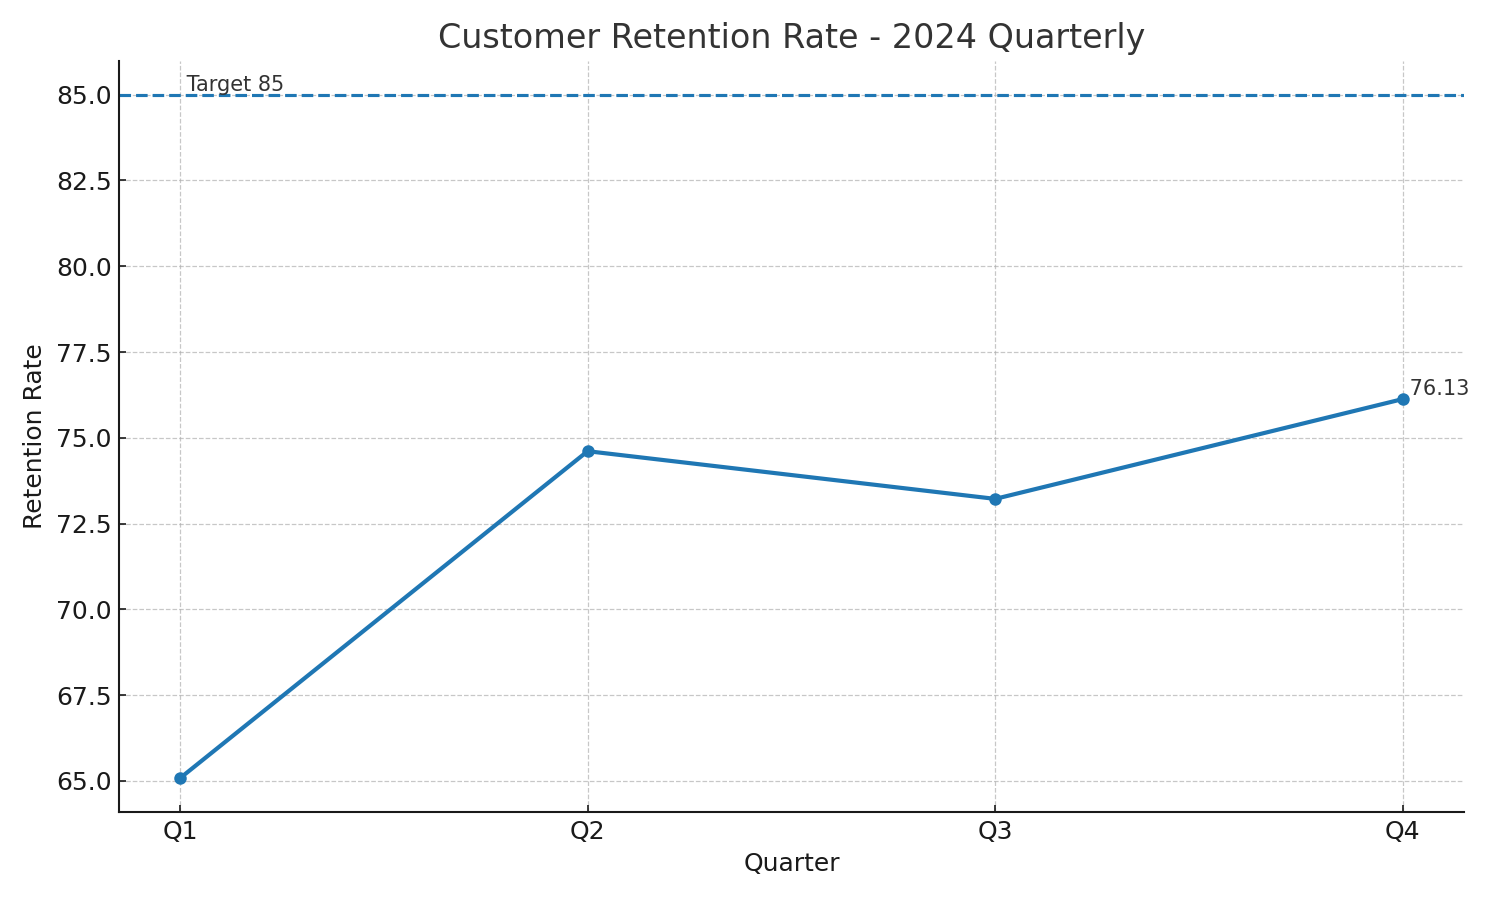 Customer Retention Rate - 2024 Quarterly
Target 85
85.0
82.5
80.0
77.5
76.13
75.0
72.5
70.0
67.5
65.0
Retention Rate
Q1 Q2 Q3 Q4
Quarter